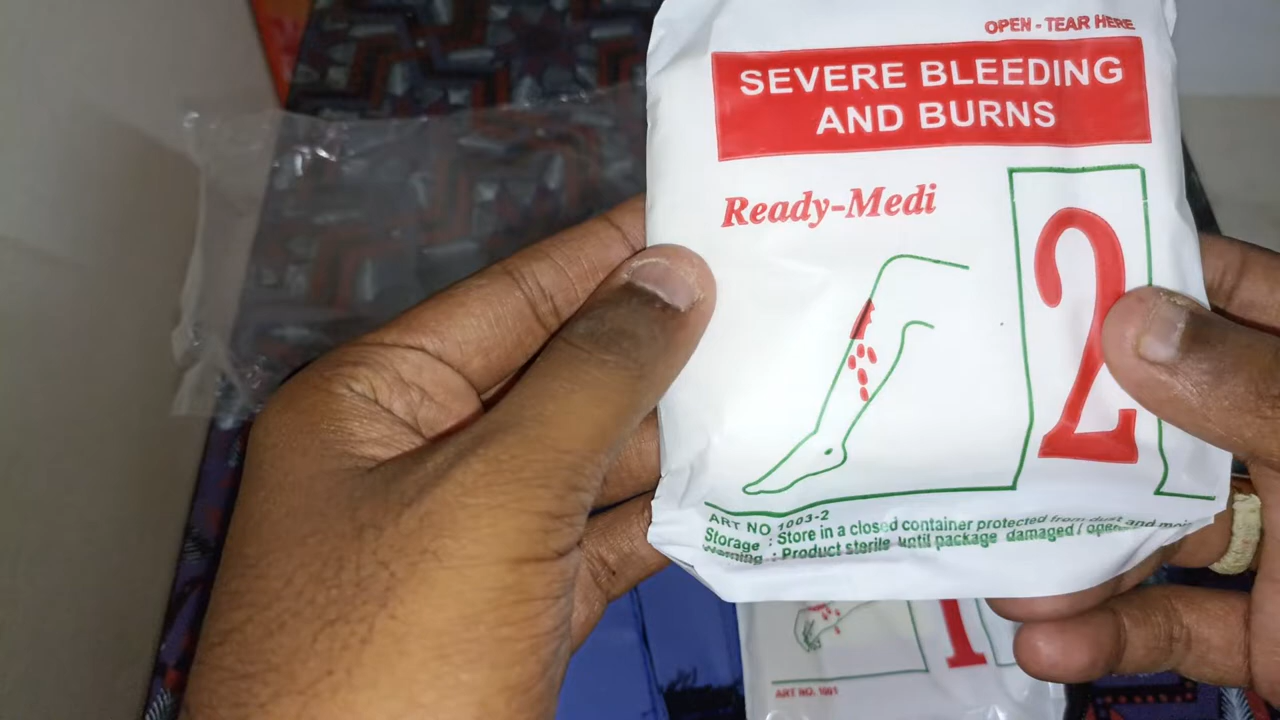 OPEN - TEAR HERE
SEVERE BLEEDING
AND BURNS
Ready-Medi
2
ART NO 1003-2
Storage : Store in a closed container protected from dust and
Warning : Product sterile until package damaged /
1
ART NO. 1001